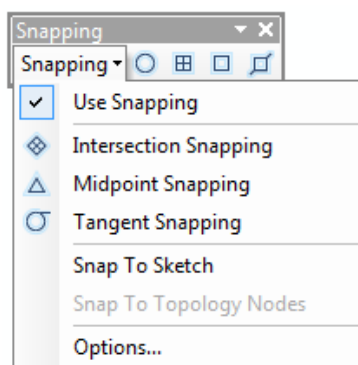 Snapping
Snapping
Use Snapping
Intersection Snapping
Midpoint Snapping
Tangent Snapping
Snap To Sketch
Snap To Topology Nodes
Options...